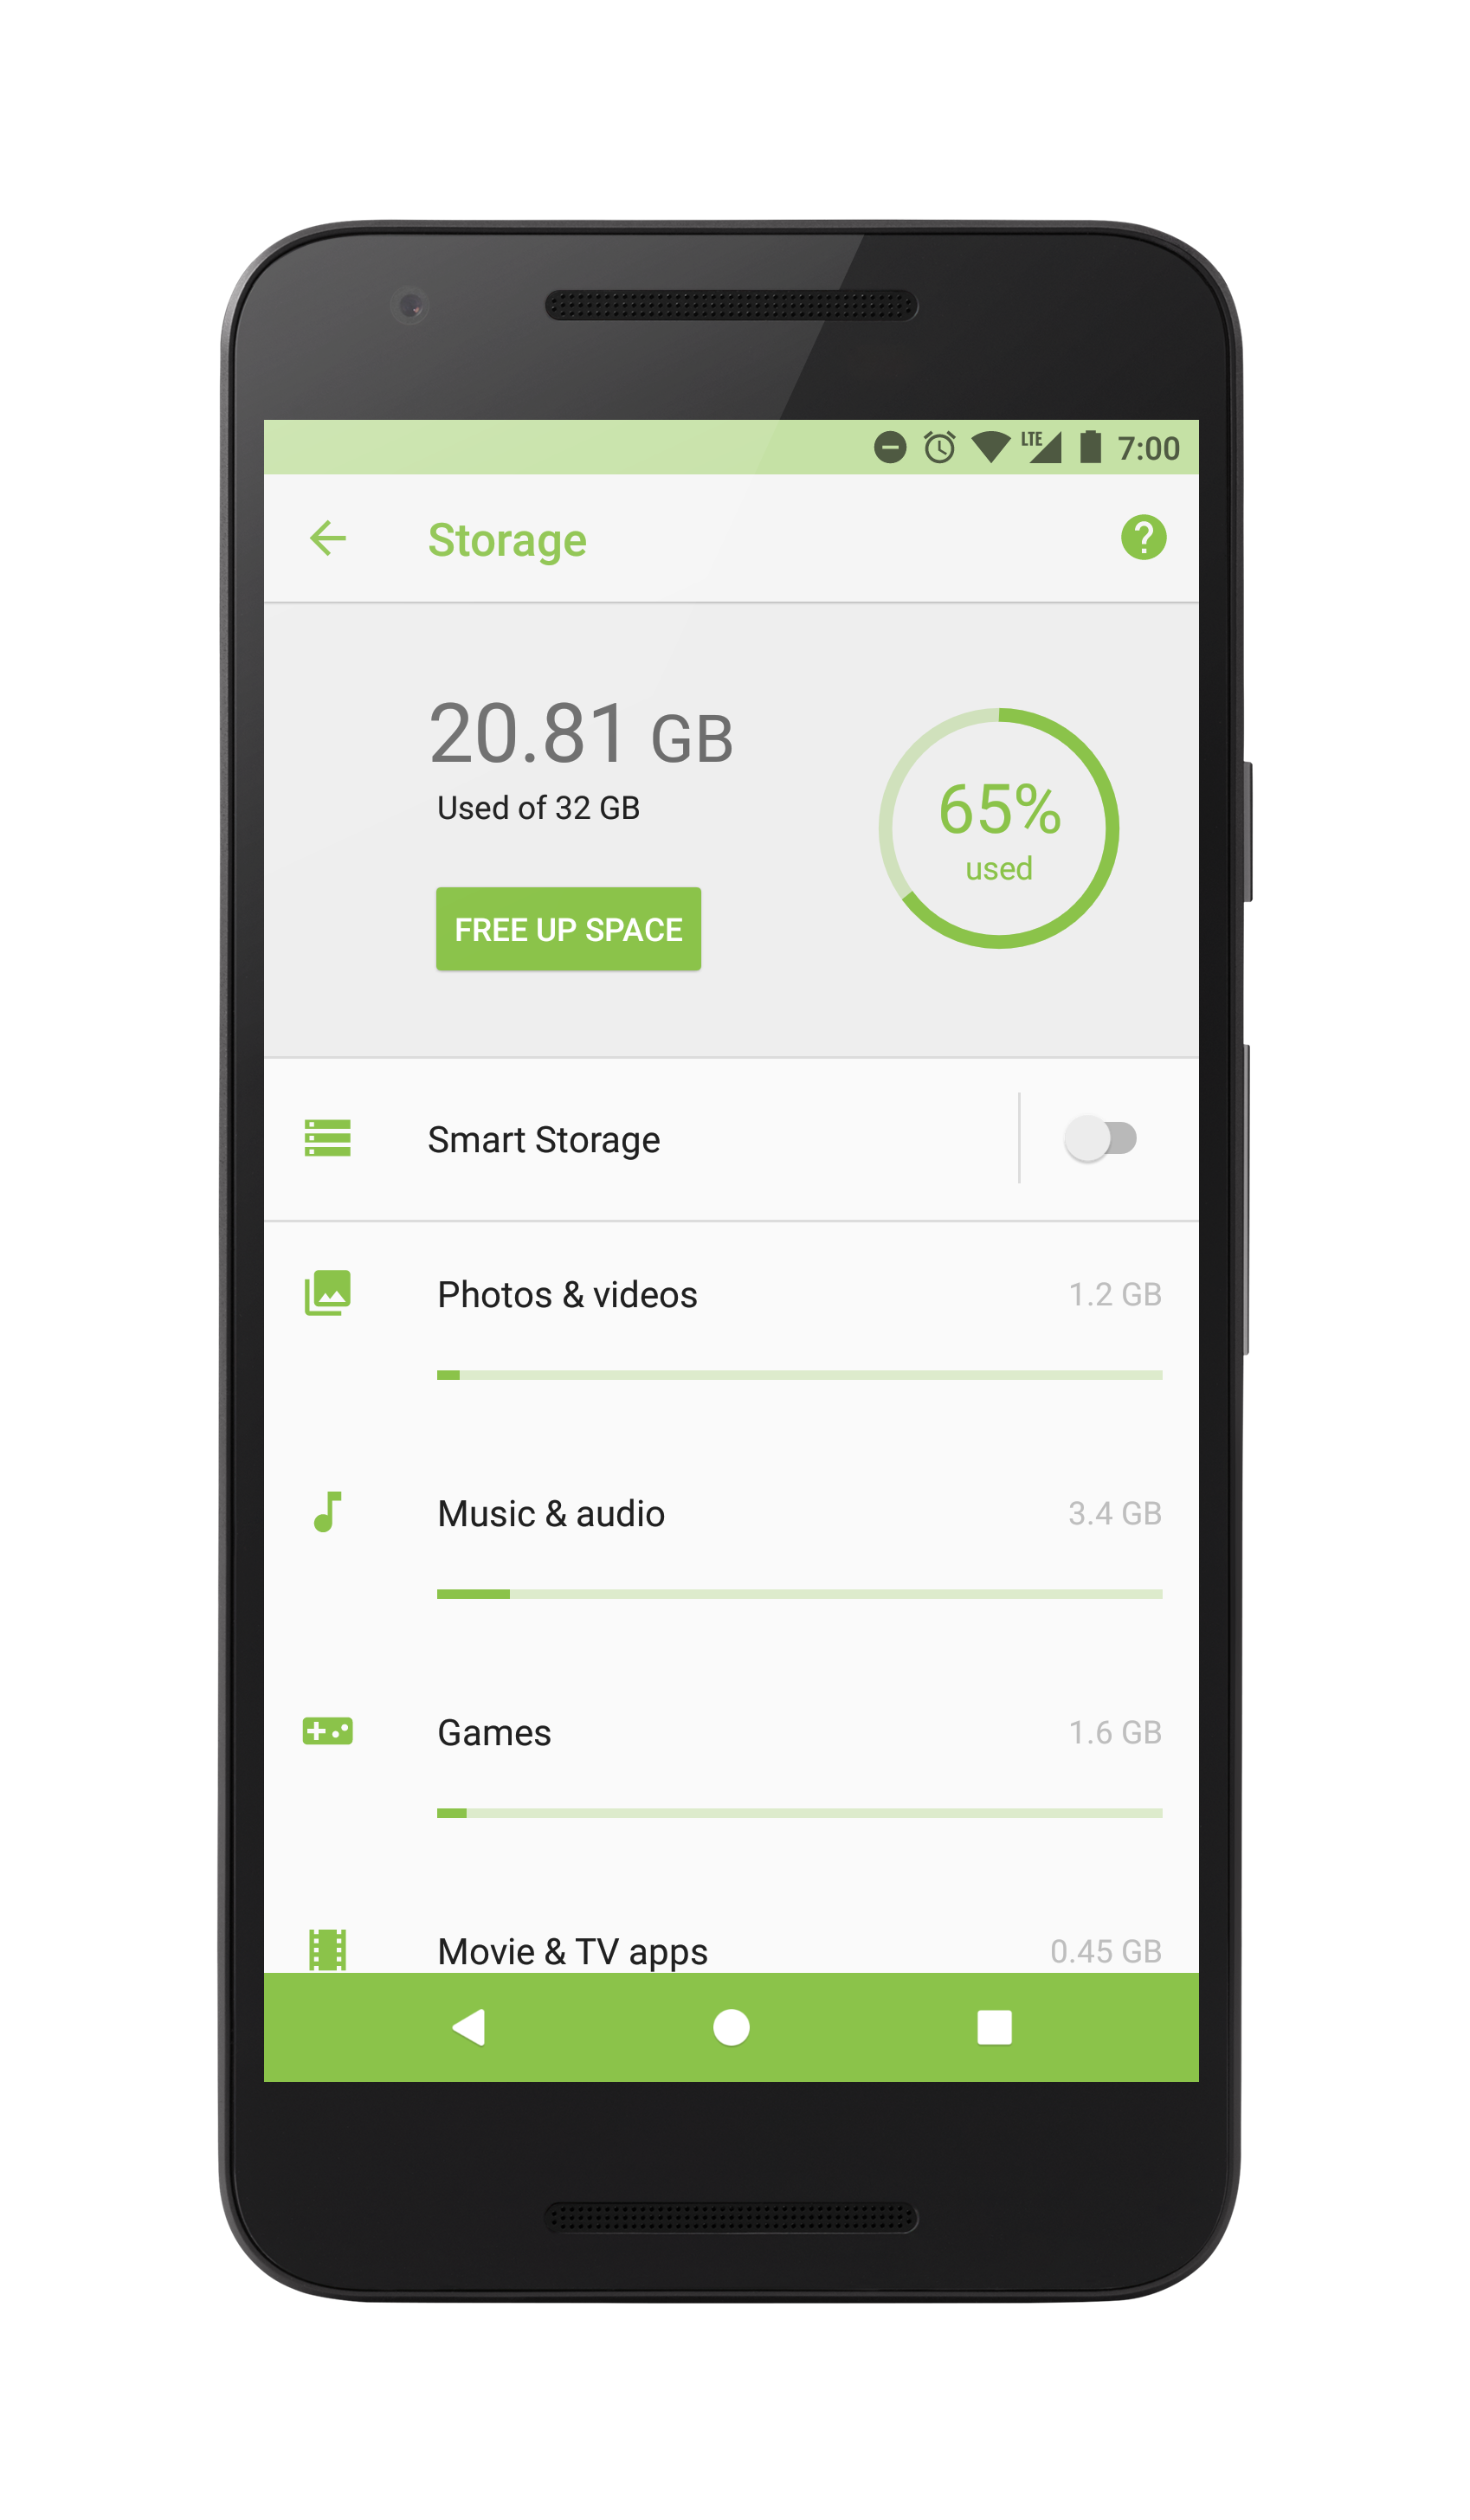 LTE 7:00
Storage
20.81 GB
Used of 32 GB
65%
used
FREE UP SPACE
Smart Storage
Photos & videos 1.2 GB
Music & audio 3.4 GB
Games 1.6 GB
Movie & TV apps 0.45 GB